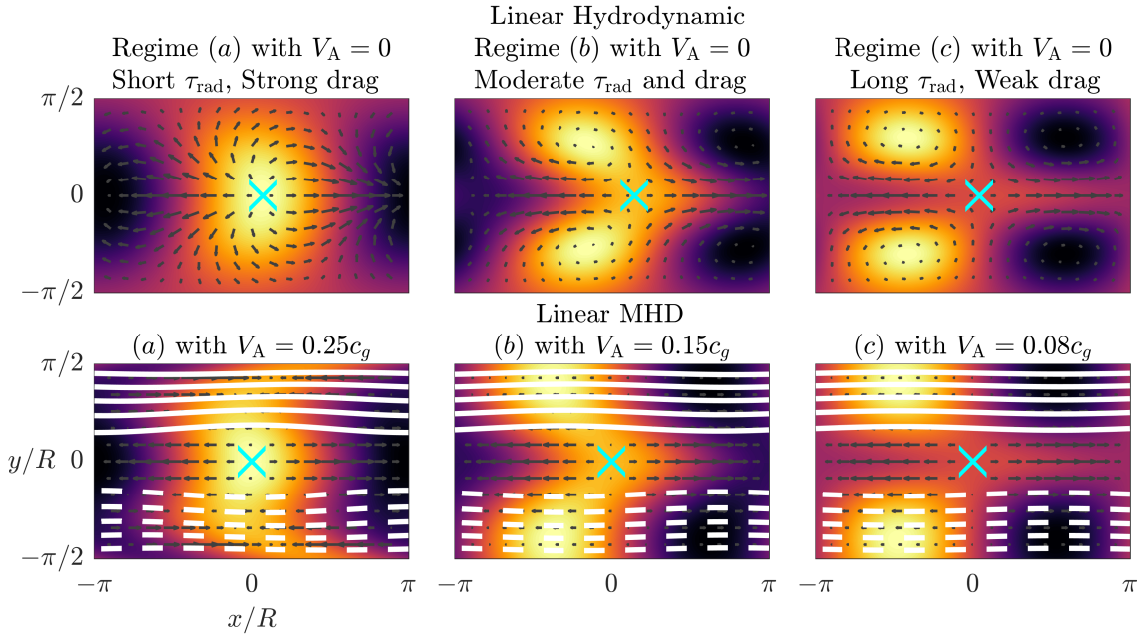 Linear Hydrodynamic
Regime (a) with V_A = 0
Short τ_rad, Strong drag
Regime (b) with V_A = 0
Moderate τ_rad and drag
Regime (c) with V_A = 0
Long τ_rad, Weak drag
π/2
0
−π/2
Linear MHD
(a) with V_A = 0.25c_g
(b) with V_A = 0.15c_g
(c) with V_A = 0.08c_g
π/2
y/R 0
−π/2
−π 0 π
−π 0 π
−π 0 π
x/R